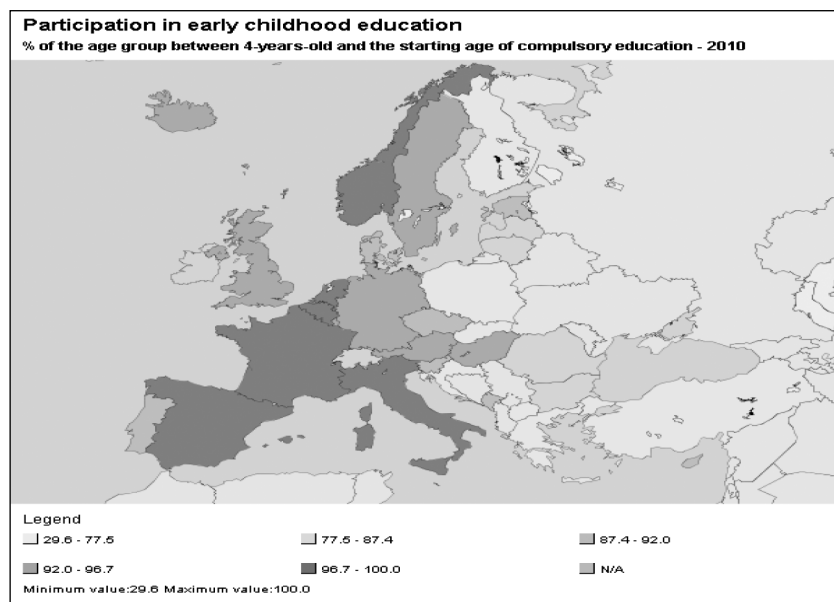 Participation in early childhood education
% of the age group between 4-years-old and the starting age of compulsory education - 2010
Legend
29.6 - 77.5
77.5 - 87.4
87.4 - 92.0
92.0 - 96.7
96.7 - 100.0
N/A
Minimum value:29.6 Maximum value:100.0